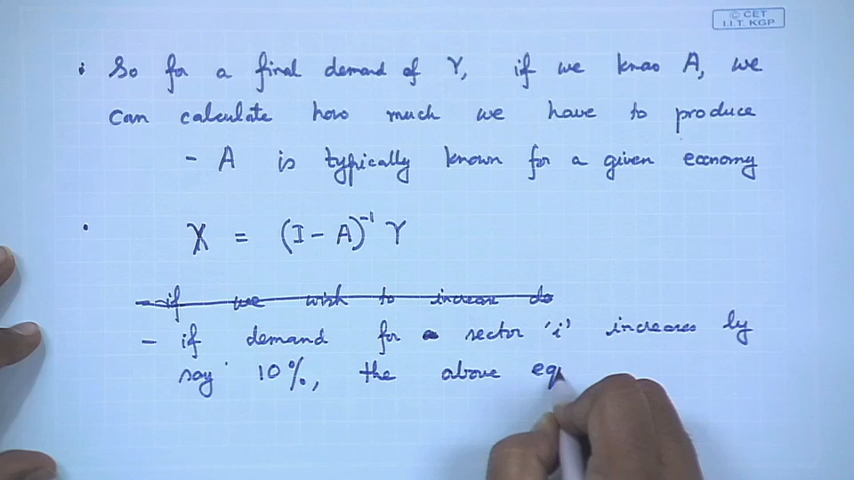 © CET
I.I.T. KGP
So for a final demand of Y, if we know A, we
can calculate how much we have to produce
- A is typically known for a given economy
X = (I - A)⁻¹ Y
- if we wish to increase de
- if demand for sector 'i' increases by
say 10%, the above eq